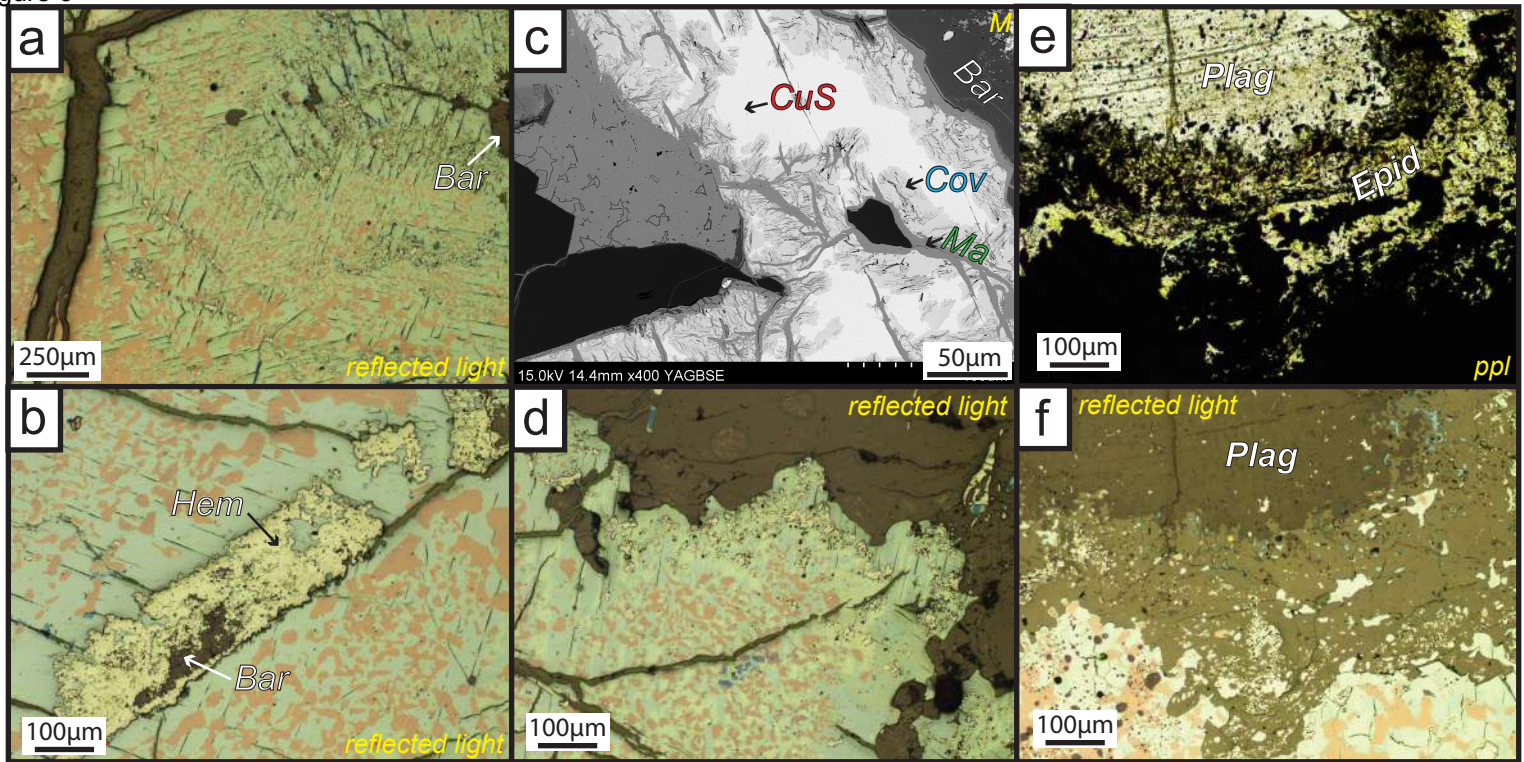 a
Bar
250µm
reflected light
b
Hem
Bar
100µm
reflected light
c
M
Bar
CuS
Cov
Ma
50µm
15.0kV 14.4mm x400 YAGBSE
d
reflected light
100µm
e
Plag
Epid
100µm
ppl
f
reflected light
Plag
100µm